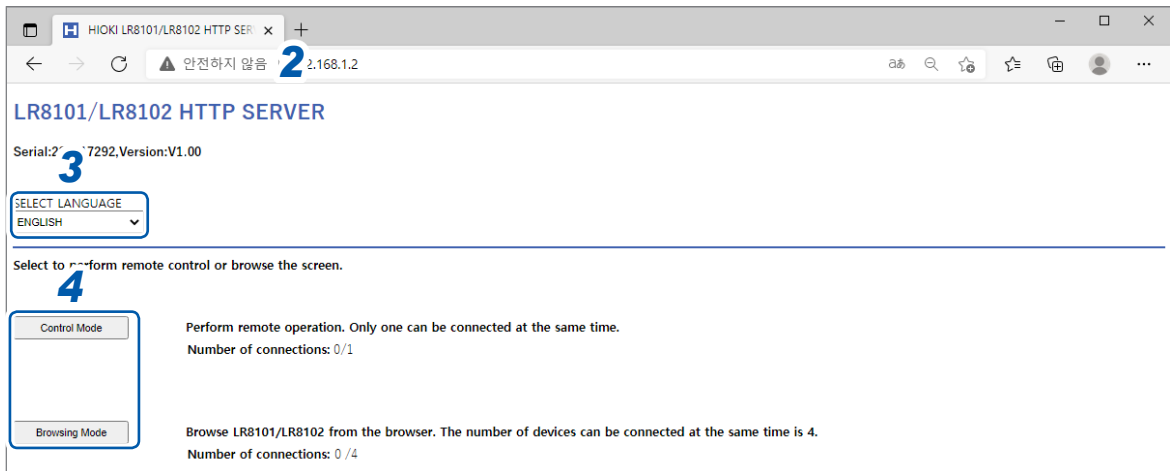 HIOKI LR8101/LR8102 HTTP SER
안전하지 않음 2.168.1.2
2
LR8101/LR8102 HTTP SERVER
7292,Version:V1.00
3
SELECT LANGUAGE
ENGLISH
Select to perform remote control or browse the screen.
4
Control Mode
Perform remote operation. Only one can be connected at the same time.
Number of connections: 0/1
Browsing Mode
Browse LR8101/LR8102 from the browser. The number of devices can be connected at the same time is 4.
Number of connections: 0 /4